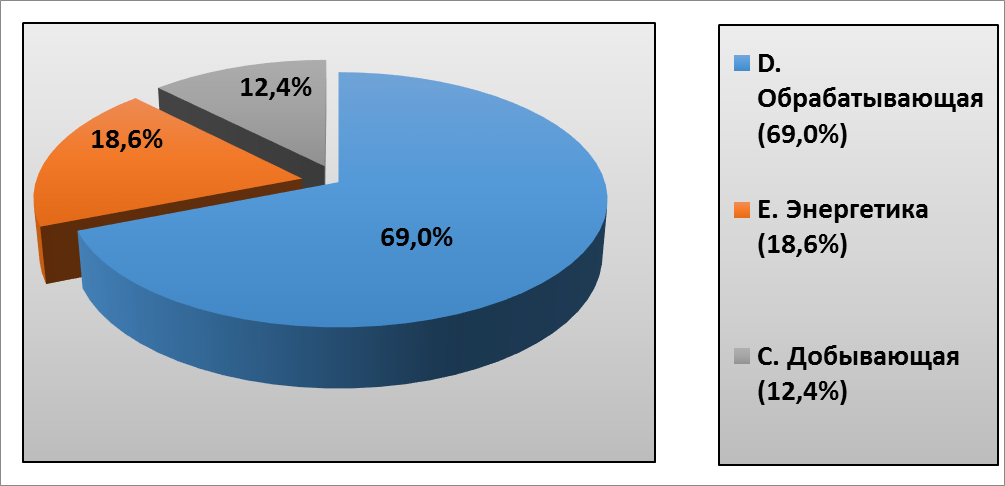 12,4%
18,6%
69,0%
D.
Обрабатывающая
(69,0%)
E. Энергетика
(18,6%)
C. Добывающая
(12,4%)